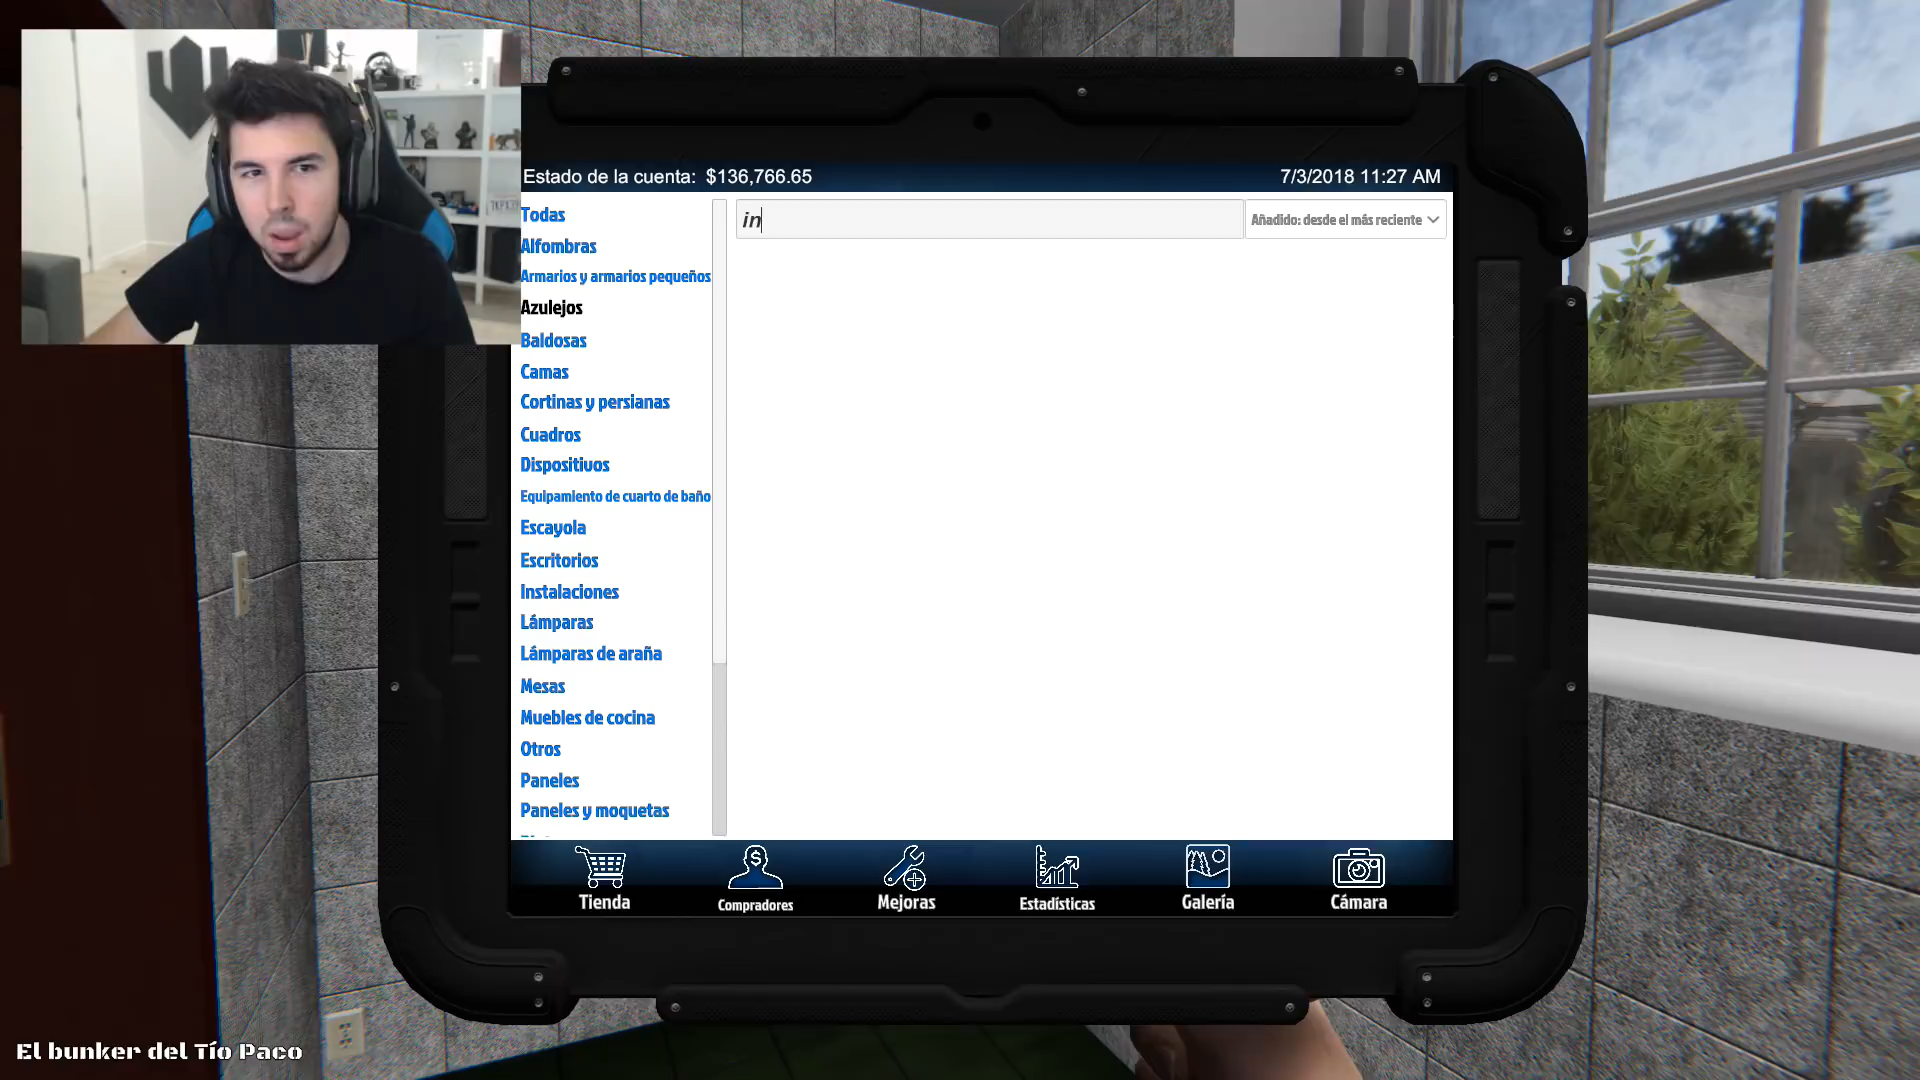 Estado de la cuenta: $136,766.65
7/3/2018 11:27 AM
Todas
Alfombras
Armarios y armarios pequeños
Azulejos
Baldosas
Camas
Cortinas y persianas
Cuadros
Dispositivos
Equipamiento de cuarto de baño
Escayola
Escritorios
Instalaciones
Lámparas
Lámparas de araña
Mesas
Muebles de cocina
Otros
Paneles
Paneles y moquetas
in
Añadido: desde el más reciente
Tienda
Compradores
Mejoras
Estadísticas
Galería
Cámara
El bunker del Tío Paco